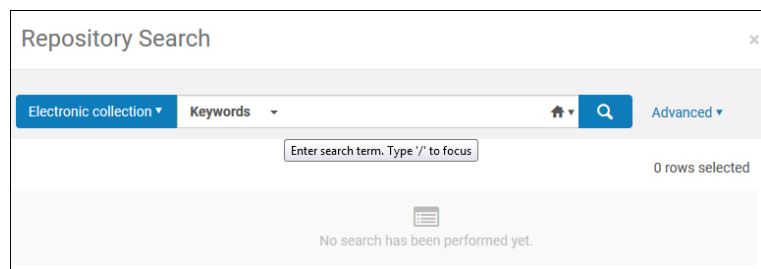 Repository Search
×
Electronic collection ▾ Keywords Advanced ▾
Enter search term. Type '/' to focus
0 rows selected
No search has been performed yet.